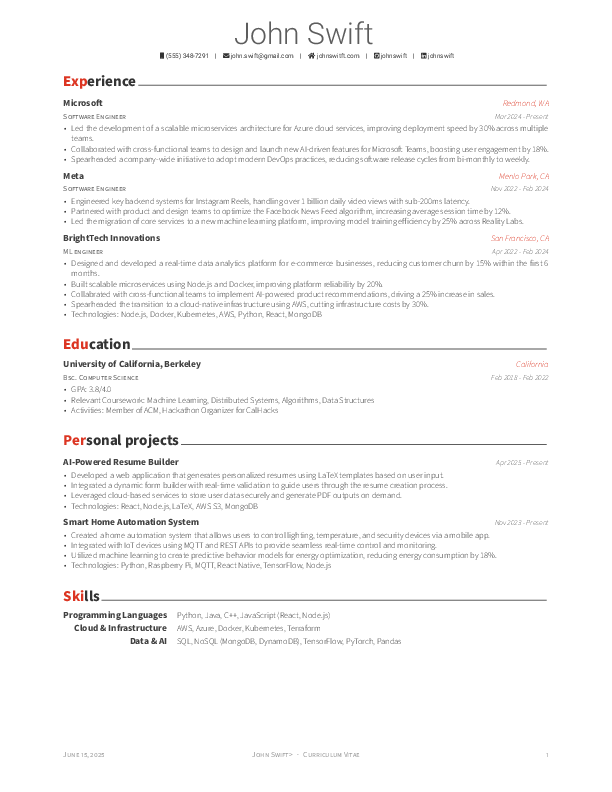 John Swift
(555) 348-7291 | john.swift@gmail.com | johnswiftt.com | johnswift | johnswift
Experience
Microsoft Redmond, WA
Software Engineer Mar 2024 - Present
• Led the development of a scalable microservices architecture for Azure cloud services, improving deployment speed by 30% across multiple
teams.
• Collaborated with cross-functional teams to design and launch new AI-driven features for Microsoft Teams, boosting user engagement by 18%.
• Spearheaded a company-wide initiative to adopt modern DevOps practices, reducing software release cycles from bi-monthly to weekly.
Meta Menlo Park, CA
Software Engineer Nov 2022 - Feb 2024
• Engineered key backend systems for Instagram Reels, handling over 1 billion daily video views with sub-200ms latency.
• Partnered with product and design teams to optimize the Facebook News Feed algorithm, increasing average session time by 12%.
• Led the migration of core services to a new machine learning platform, improving model training efficiency by 25% across Reality Labs.
BrightTech Innovations San Francisco, CA
ML engineer Apr 2022 - Feb 2024
• Designed and developed a real-time data analytics platform for e-commerce businesses, reducing customer churn by 15% within the first 6
months.
• Built scalable microservices using Node.js and Docker, improving platform reliability by 20%.
• Collabrated with cross-functional teams to implement AI-powered product recommendations, driving a 25% increase in sales.
• Spearheaded the transition to a cloud-native infrastructure using AWS, cutting infrastructure costs by 30%.
• Technologies: Node.js, Docker, Kubernetes, AWS, Python, React, MongoDB
Education
University of California, Berkeley California
Bsc. Computer Science Feb 2018 - Feb 2022
• GPA: 3.8/4.0
• Relevant Coursework: Machine Learning, Distributed Systems, Algorithms, Data Structures
• Activities: Member of ACM, Hackathon Organizer for CalHacks
Personal projects
AI-Powered Resume Builder Apr 2025 - Present
• Developed a web application that generates personalized resumes using LaTeX templates based on user input.
• Integrated a dynamic form builder with real-time validation to guide users through the resume creation process.
• Leveraged cloud-based services to store user data securely and generate PDF outputs on demand.
• Technologies: React, Node.js, LaTeX, AWS S3, MongoDB
Smart Home Automation System Nov 2023 - Present
• Created a home automation system that allows users to control lighting, temperature, and security devices via a mobile app.
• Integrated with IoT devices using MQTT and REST APIs to provide seamless real-time control and monitoring.
• Utilized machine learning to create predictive behavior models for energy optimization, reducing energy consumption by 18%.
• Technologies: Python, Raspberry Pi, MQTT, React Native, TensorFlow, Node.js
Skills
Programming Languages Python, Java, C++, JavaScript (React, Node.js)
Cloud & Infrastructure AWS, Azure, Docker, Kubernetes, Terraform
Data & AI SQL, NoSQL (MongoDB, DynamoDB), TensorFlow, PyTorch, Pandas
June 15, 2025 John Swift> · Curriculum Vitae 1